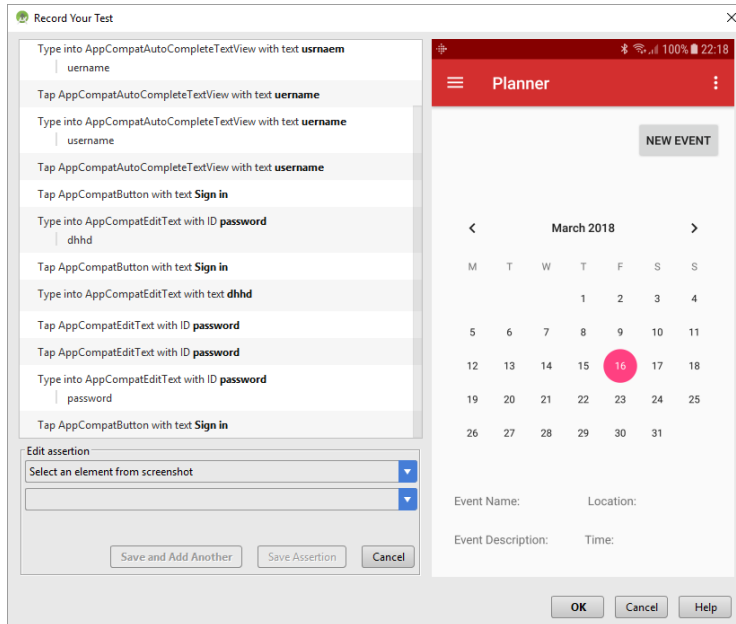 Record Your Test
Type into AppCompatAutoCompleteTextView with text usrnaem
uername
Tap AppCompatAutoCompleteTextView with text uername
Type into AppCompatAutoCompleteTextView with text uername
username
Tap AppCompatAutoCompleteTextView with text username
Tap AppCompatButton with text Sign in
Type into AppCompatEditText with ID password
dhhd
Tap AppCompatButton with text Sign in
Type into AppCompatEditText with text dhhd
Tap AppCompatEditText with ID password
Tap AppCompatEditText with ID password
Type into AppCompatEditText with ID password
password
Tap AppCompatButton with text Sign in
Edit assertion
Select an element from screenshot
Save and Add Another Save Assertion Cancel
100% 22:18
Planner
NEW EVENT
March 2018
M T W T F S S
1 2 3 4
5 6 7 8 9 10 11
12 13 14 15 16 17 18
19 20 21 22 23 24 25
26 27 28 29 30 31
Event Name: Location:
Event Description: Time:
OK Cancel Help